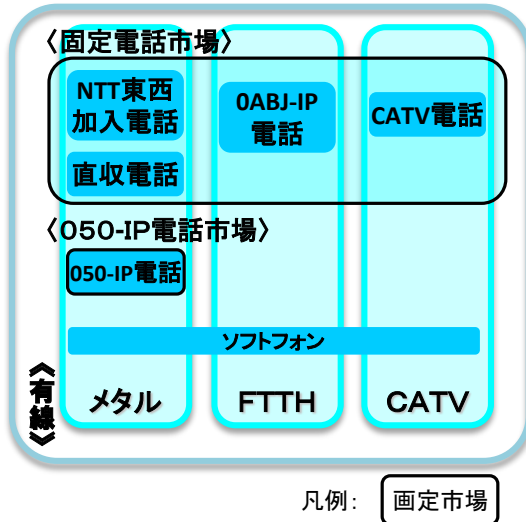 〈固定電話市場〉
NTT東西
加入電話
0ABJ-IP
電話
CATV電話
直収電話
〈050-IP電話市場〉
050-IP電話
ソフトフォン
《有線》
メタル
FTTH
CATV
凡例：
画定市場